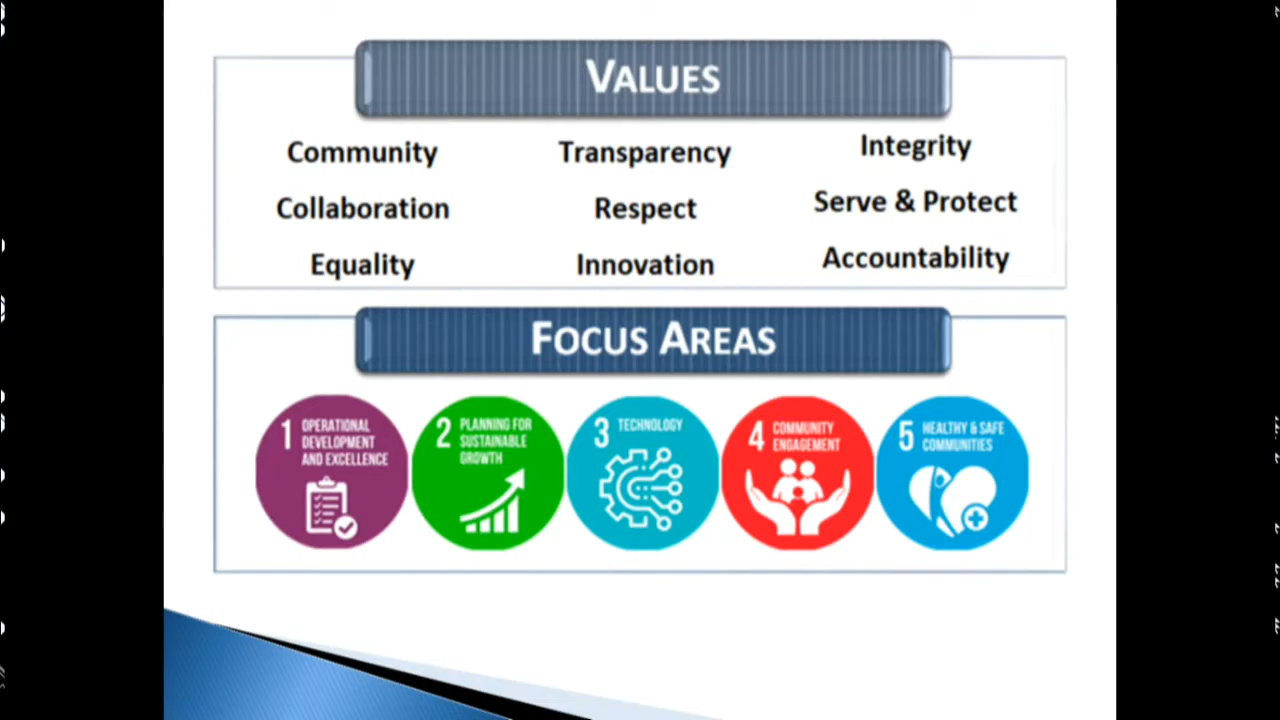 VALUES
Community
Transparency
Integrity
Collaboration
Respect
Serve & Protect
Equality
Innovation
Accountability
FOCUS AREAS
1 OPERATIONAL
DEVELOPMENT
AND EXCELLENCE
2 PLANNING FOR
SUSTAINABLE
GROWTH
3 TECHNOLOGY
4 COMMUNITY
ENGAGEMENT
5 HEALTHY & SAFE
COMMUNITIES